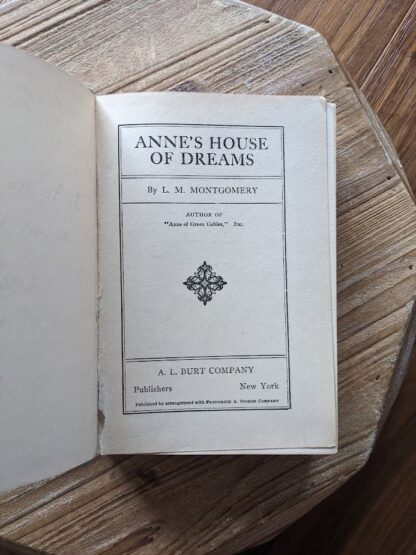 ANNE'S HOUSE
OF DREAMS
By L. M. MONTGOMERY
AUTHOR OF
"Anne of Green Gables," Etc.
A. L. BURT COMPANY
Publishers New York
Published by arrangement with FREDERICK A. STOKES COMPANY